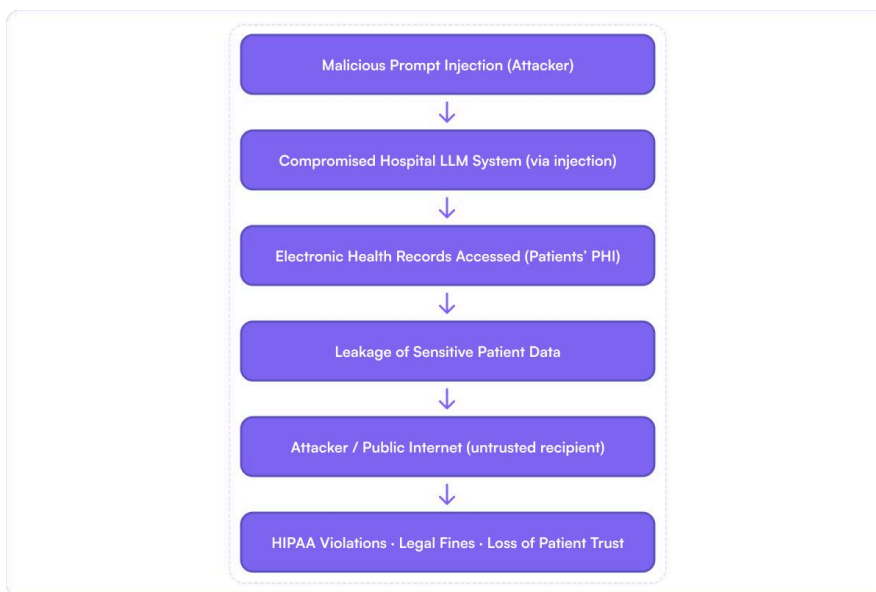 Malicious Prompt Injection (Attacker)
Compromised Hospital LLM System (via injection)
Electronic Health Records Accessed (Patients’ PHI)
Leakage of Sensitive Patient Data
Attacker / Public Internet (untrusted recipient)
HIPAA Violations · Legal Fines · Loss of Patient Trust